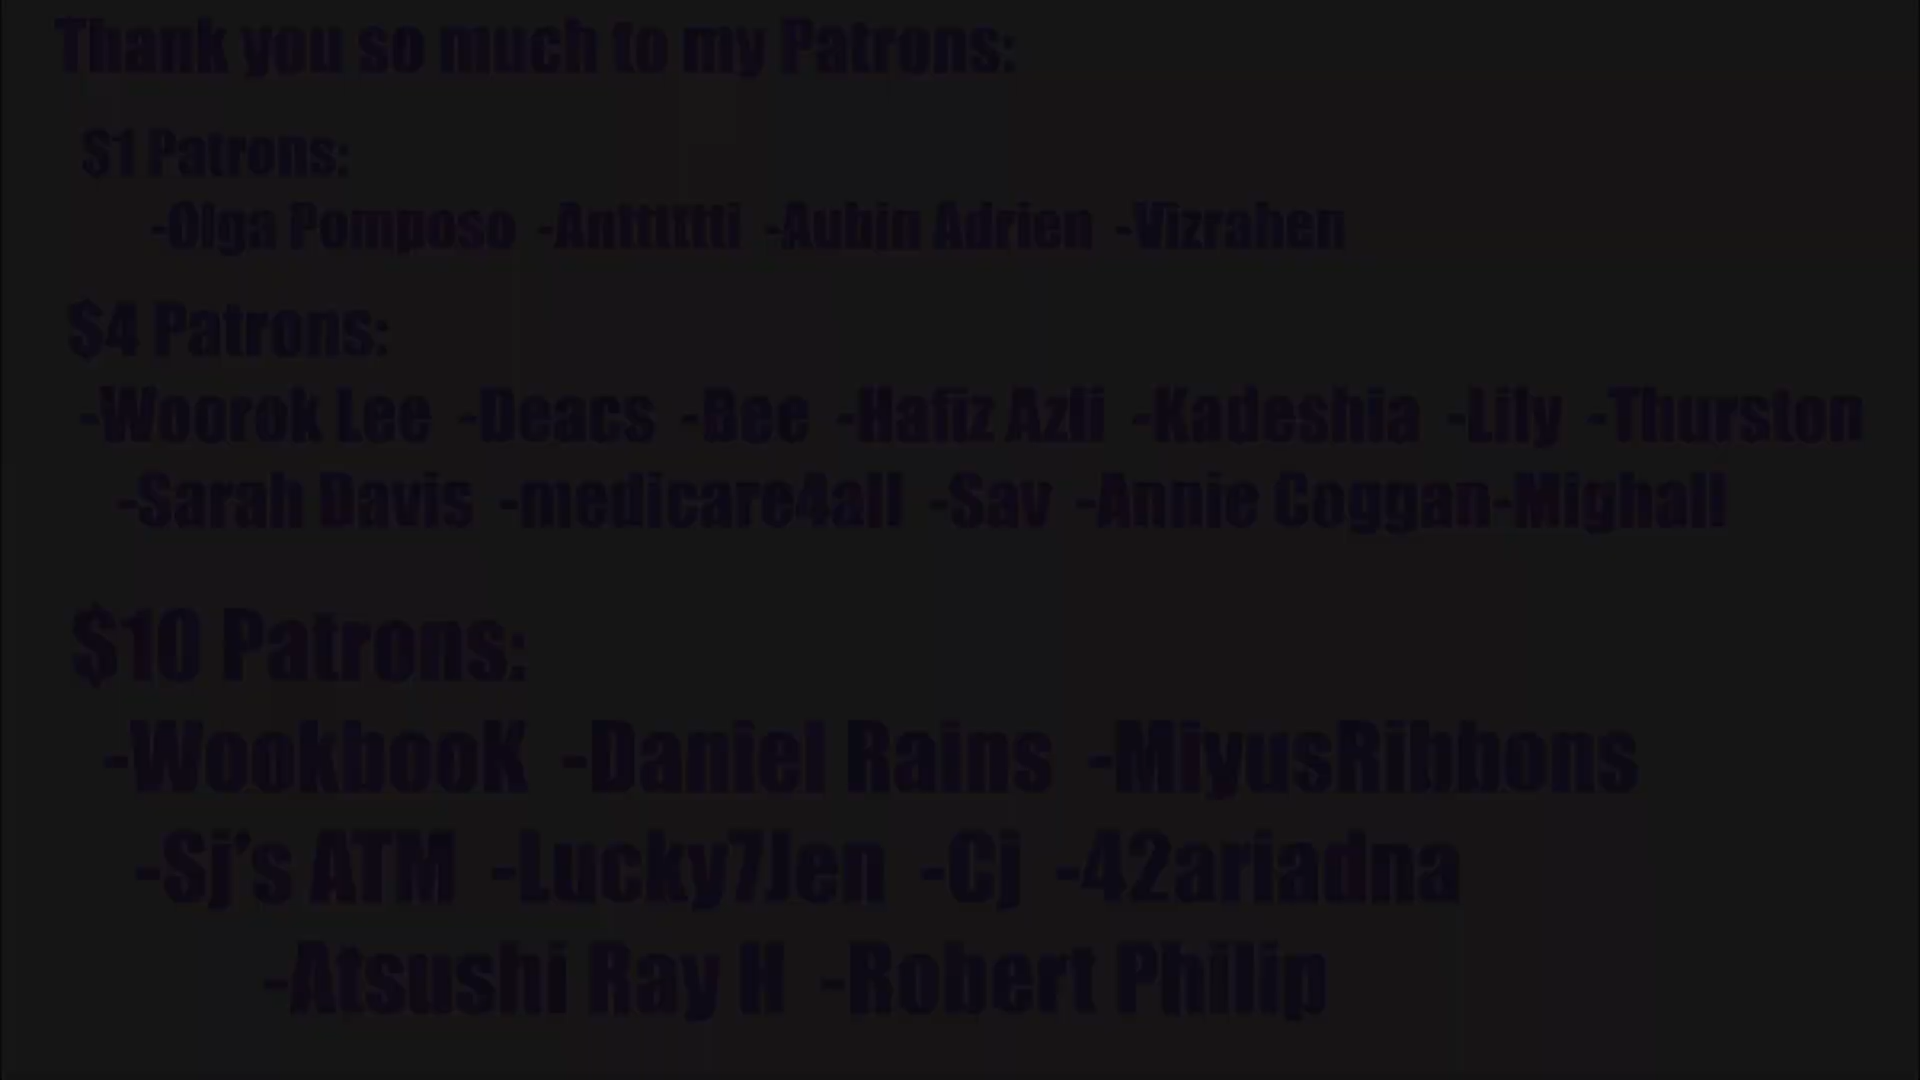 Thank you so much to my Patrons:
$1 Patrons:
-Olga Pomposo -Anttttttti -Aubin Adrien -Vizrahen
$4 Patrons:
-Woorok Lee -Deacs -Bee -Hafiz Azli -Kadeshia -Lily -Thurston
-Sarah Davis -medicare4all -Sav -Annie Coggan-Mighall
$10 Patrons:
-WookbooK -Daniel Rains -MiyusRibbons
-Sj's ATM -Lucky7Jen -Cj -42ariadna
-Atsushi Ray H -Robert Philip